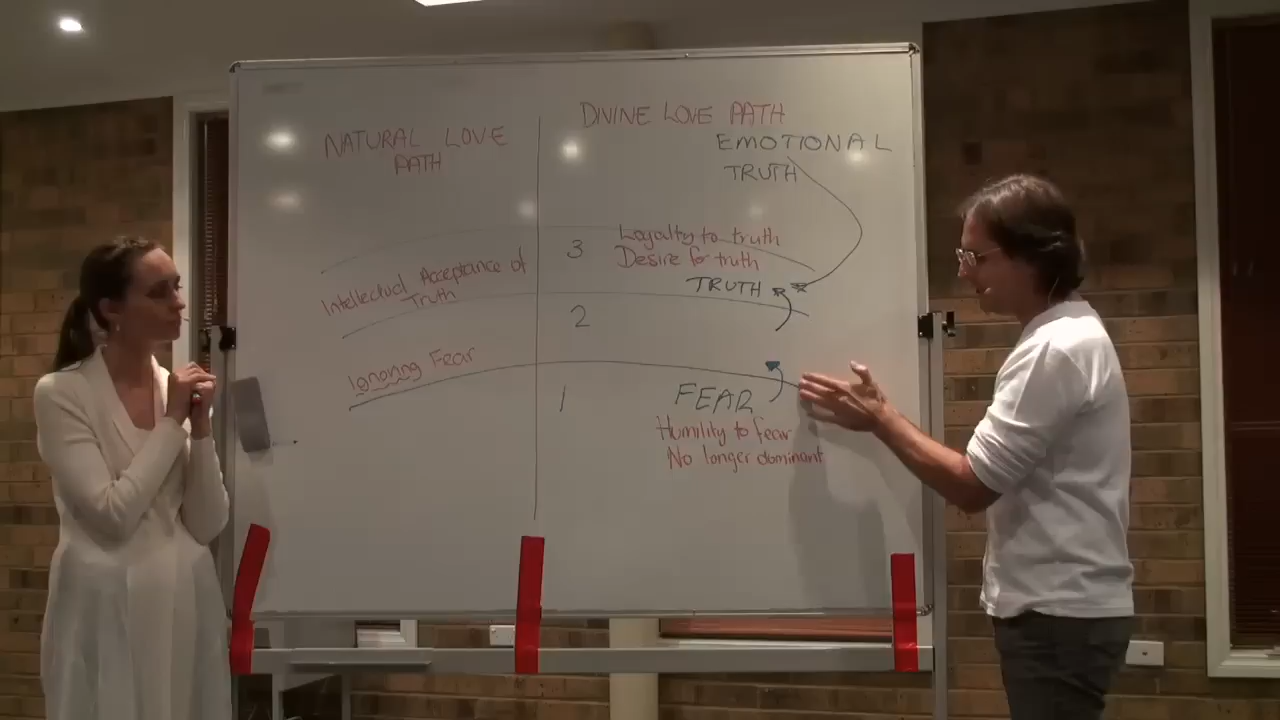 NATURAL LOVE
PATH
Intellectual Acceptance of
Truth
Ignoring Fear
DIVINE LOVE PATH
EMOTIONAL
TRUTH
3
Loyalty to truth
Desire for truth
TRUTH
2
1
FEAR
Humility to fear
No longer dominant